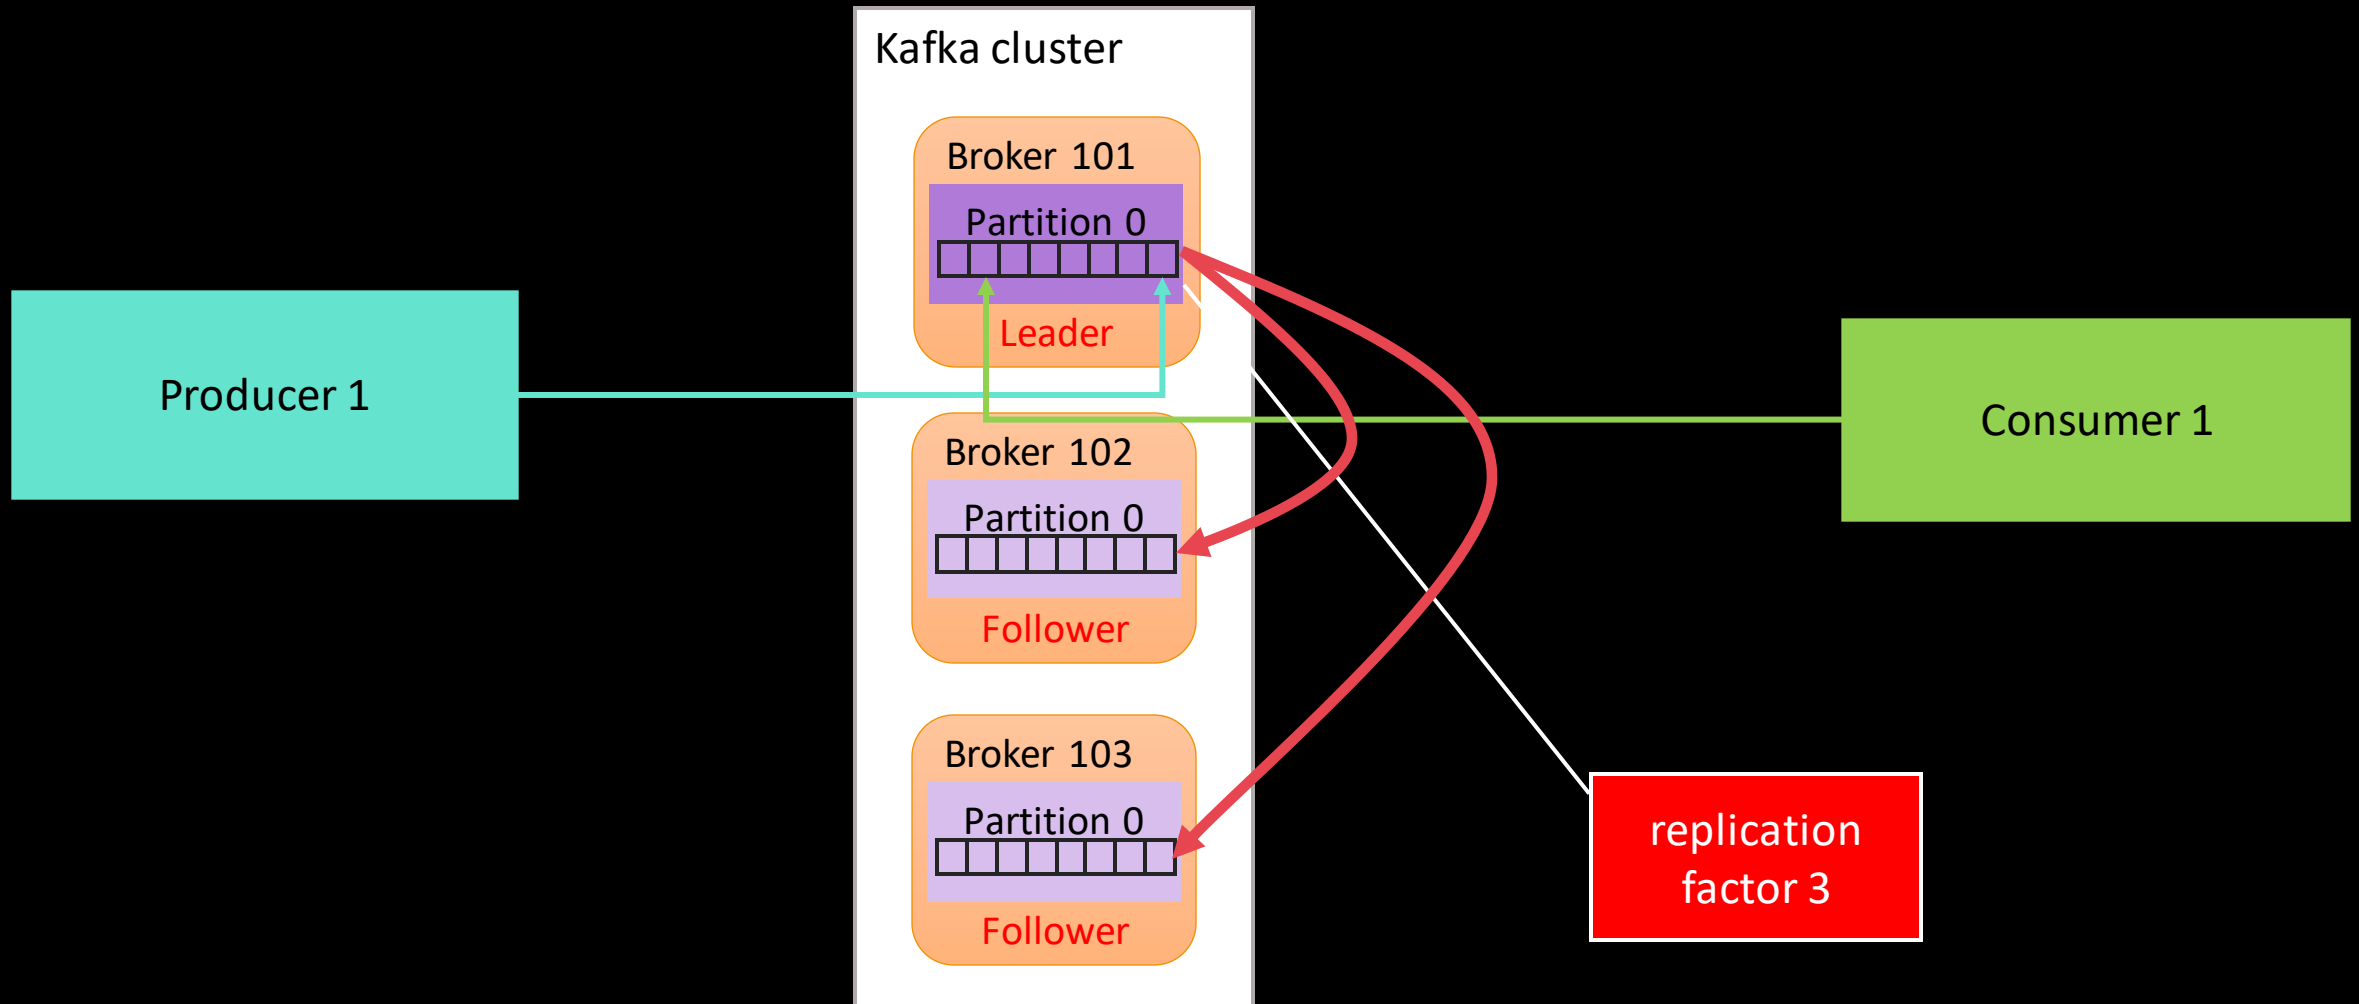 Kafka cluster
Broker 101
Partition 0
Leader
Producer 1
Consumer 1
Broker 102
Partition 0
Follower
Broker 103
Partition 0
Follower
replication
factor 3